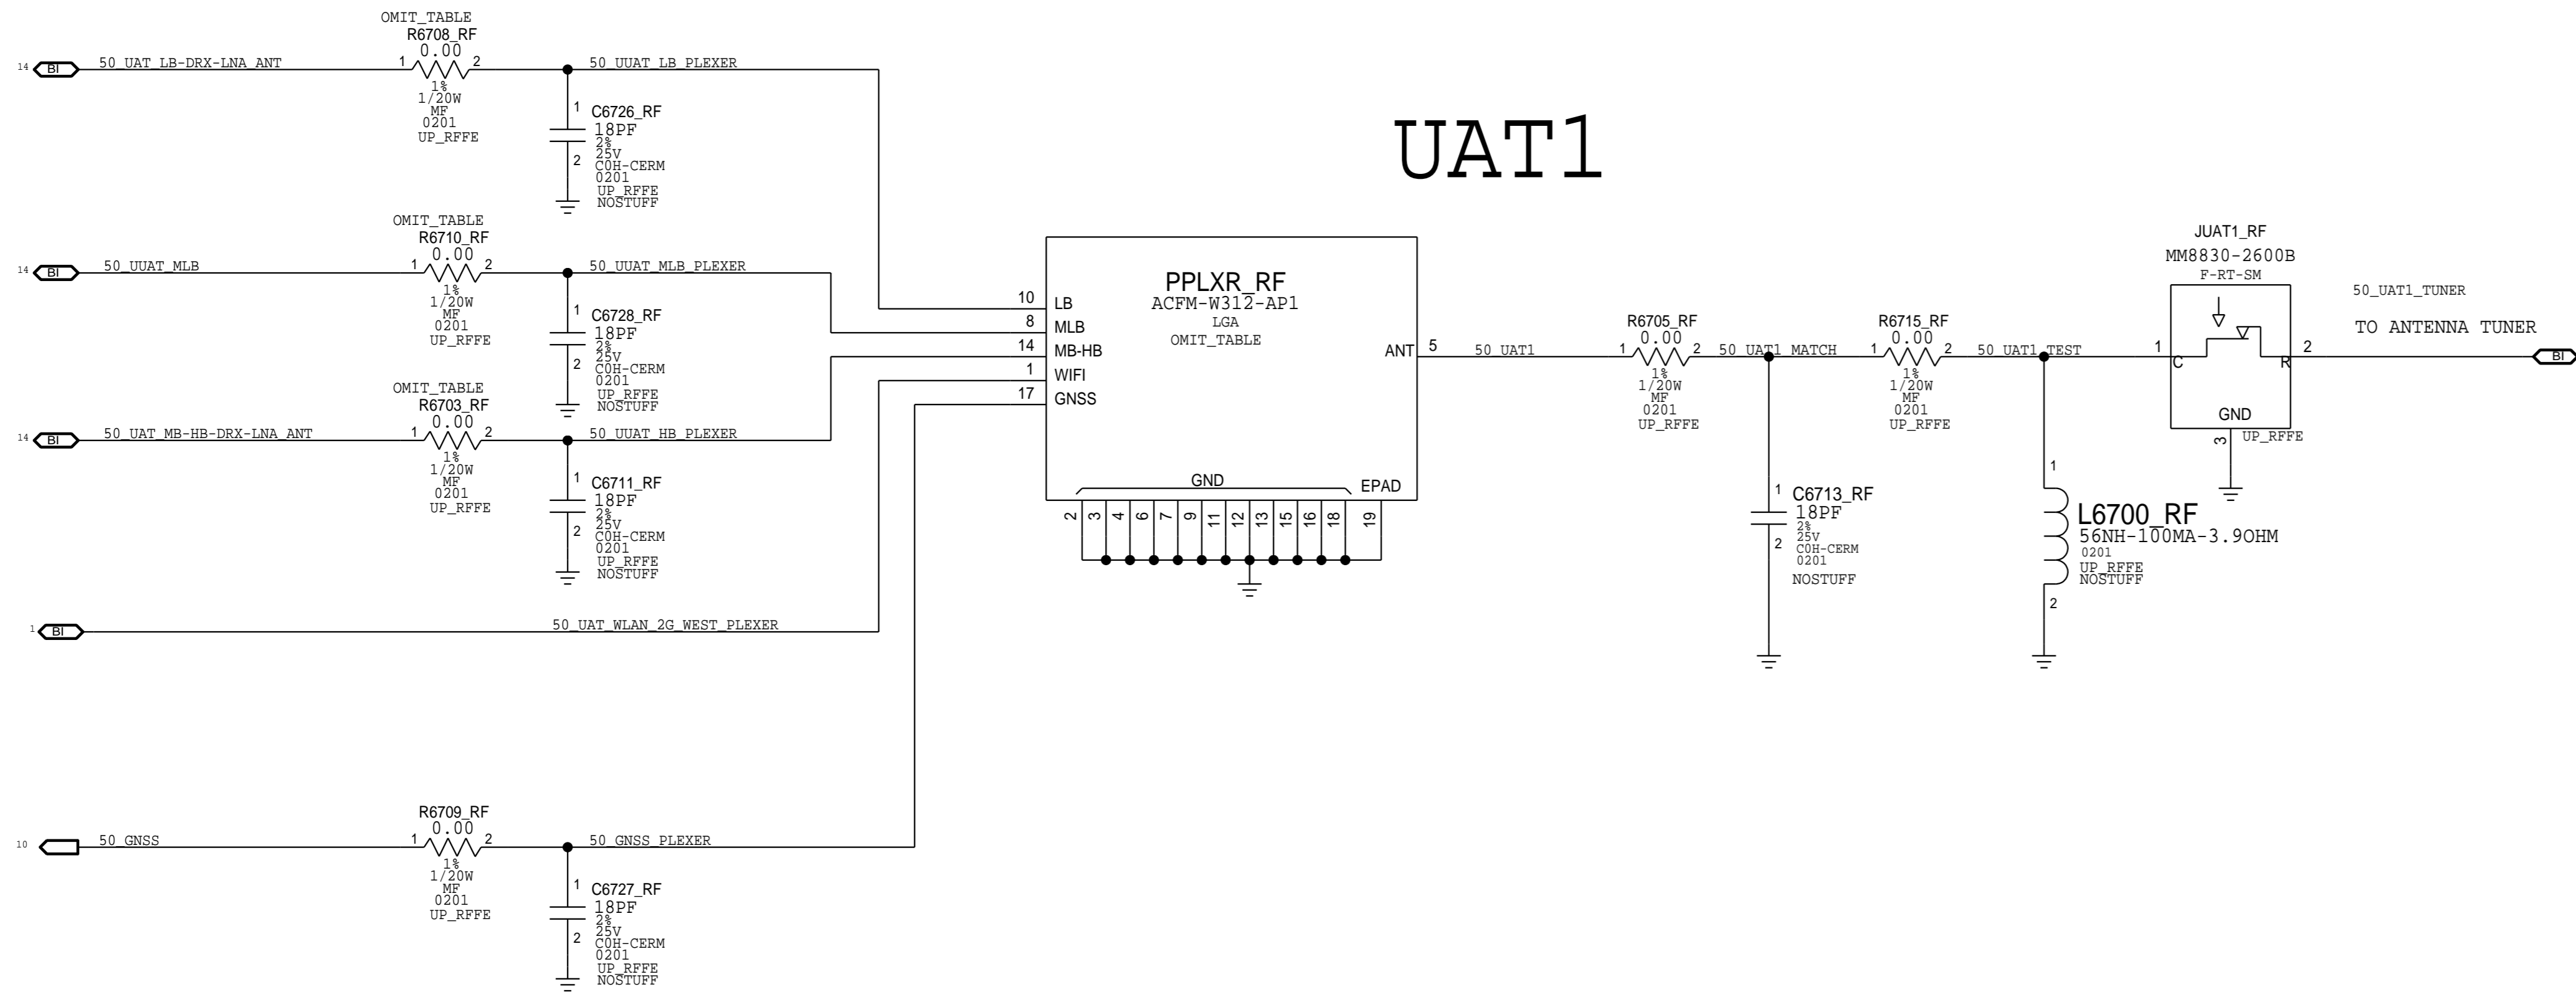 UAT1
OMIT_TABLE
R6708_RF
0.00
14
BI
50_UAT_LB-DRX-LNA_ANT
1
2
50_UUAT_LB_PLEXER
1%
1/20W
MF
0201
UP_RFFE
1
C6726_RF
18PF
2%
25V
2
C0H-CERM
0201
UP_RFFE
NOSTUFF
OMIT_TABLE
R6710_RF
0.00
14
BI
50_UUAT_MLB
1
2
50_UUAT_MLB_PLEXER
1%
1/20W
MF
0201
UP_RFFE
1
C6728_RF
18PF
2%
25V
2
C0H-CERM
0201
UP_RFFE
NOSTUFF
OMIT_TABLE
R6703_RF
0.00
14
BI
50_UAT_MB-HB-DRX-LNA_ANT
1
2
50_UUAT_HB_PLEXER
1%
1/20W
MF
0201
UP_RFFE
1
C6711_RF
18PF
2%
25V
2
C0H-CERM
0201
UP_RFFE
NOSTUFF
1
BI
50_UAT_WLAN_2G_WEST_PLEXER
R6709_RF
0.00
10
50_GNSS
1
2
50_GNSS_PLEXER
1%
1/20W
MF
0201
UP_RFFE
1
C6727_RF
18PF
2%
25V
2
C0H-CERM
0201
UP_RFFE
NOSTUFF
PPLXR_RF
ACFM-W312-AP1
LGA
OMIT_TABLE
10 LB
8 MLB
14 MB-HB
1 WIFI
17 GNSS
ANT 5
GND
EPAD
2 3 4 6 7 9 11 12 13 15 16 18 19
50_UAT1
R6705_RF
0.00
1
2
1%
1/20W
MF
0201
UP_RFFE
50_UAT1_MATCH
1
C6713_RF
18PF
2%
25V
2
C0H-CERM
0201
NOSTUFF
R6715_RF
0.00
1
2
1%
1/20W
MF
0201
UP_RFFE
50_UAT1_TEST
1
L6700_RF
56NH-100MA-3.9OHM
0201
UP_RFFE
NOSTUFF
2
JUAT1_RF
MM8830-2600B
F-RT-SM
1
C
R
2
GND
3
UP_RFFE
50_UAT1_TUNER
TO ANTENNA TUNER
BI